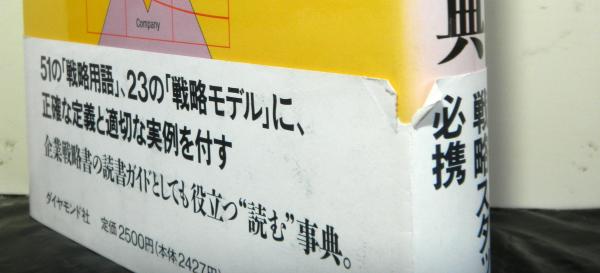 Company
51の「戦略用語」、23の「戦略モデル」に、
正確な定義と適切な実例を付す
企業戦略書の読書ガイドとしても役立つ“読む”事典。
ダイヤモンド社 定価2500円(本体2427円)
典
戦略スタッ
必携